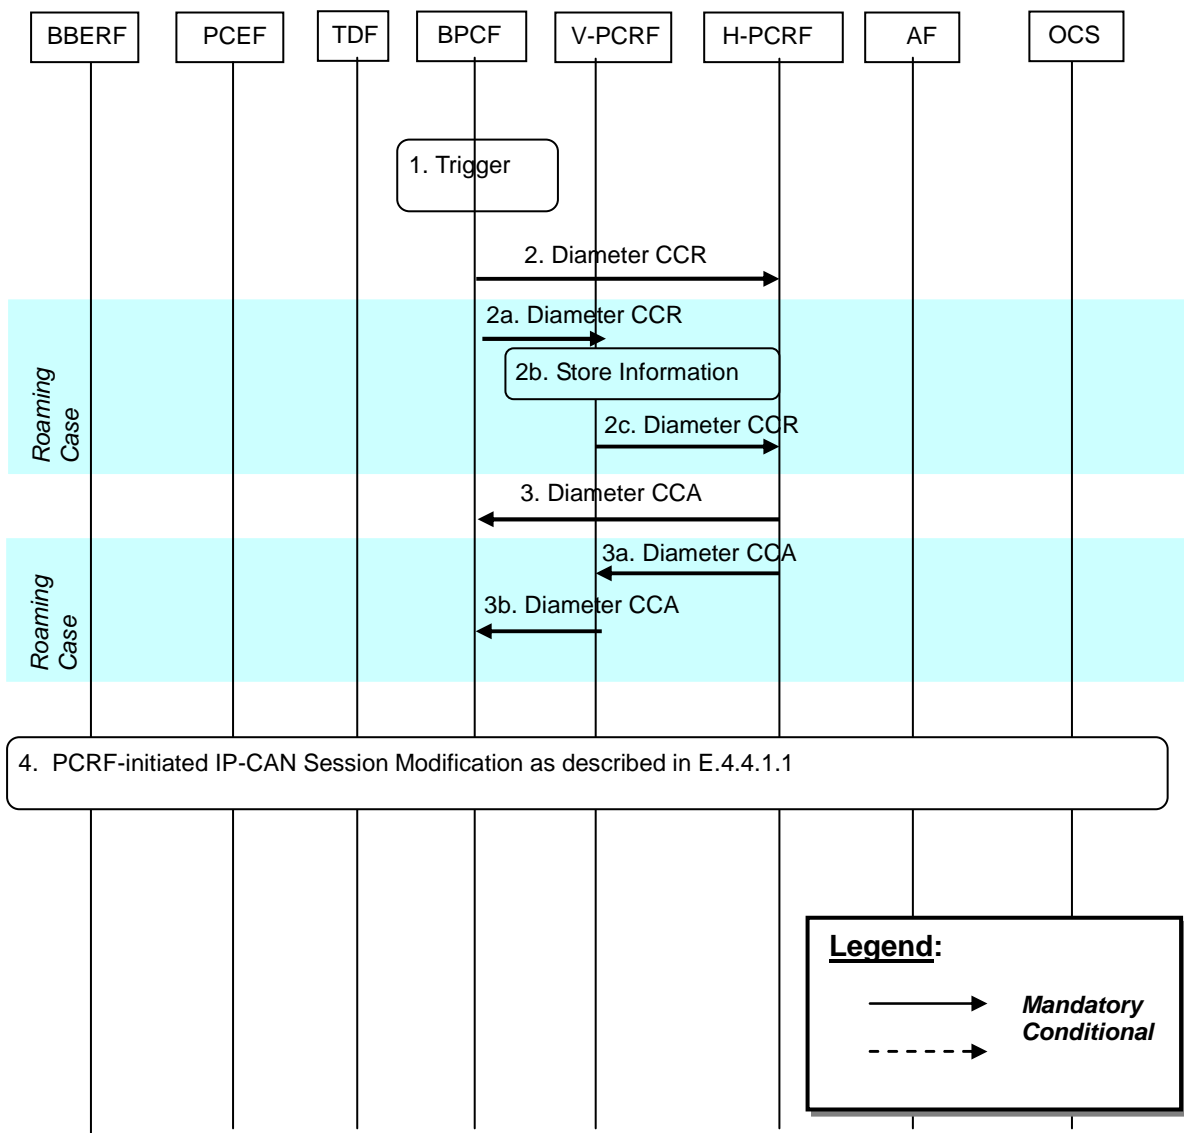 BBERF PCEF TDF BPCF V-PCRF H-PCRF AF OCS
1. Trigger
2. Diameter CCR
2a. Diameter CCR
2b. Store Information
2c. Diameter CCR
Roaming
Case
3. Diameter CCA
3a. Diameter CCA
3b. Diameter CCA
Roaming
Case
4. PCRF-initiated IP-CAN Session Modification as described in E.4.4.1.1
Legend:
Mandatory
Conditional